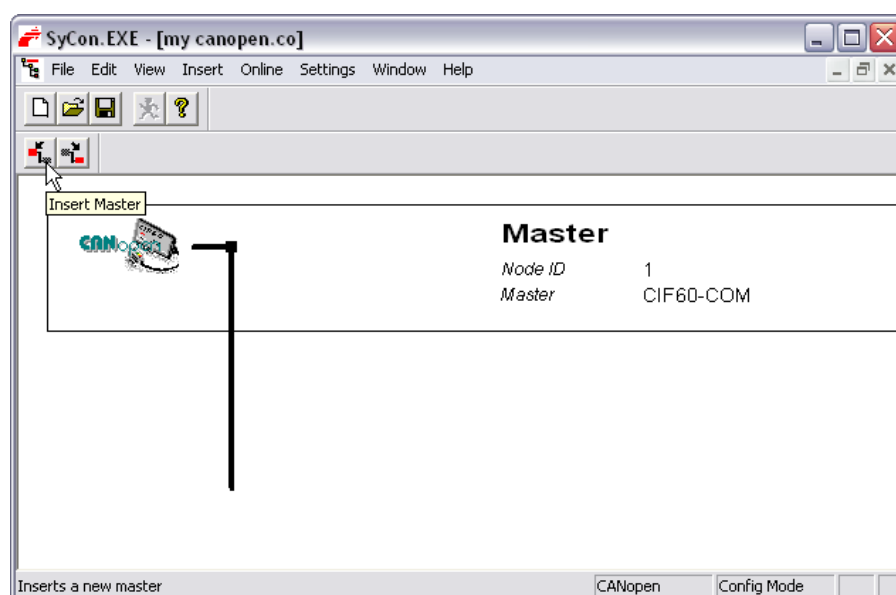 SyCon.EXE - [my canopen.co]
File Edit View Insert Online Settings Window Help
Insert Master
CANopen
Master
Node ID 1
Master CIF60-COM
Inserts a new master CANopen Config Mode